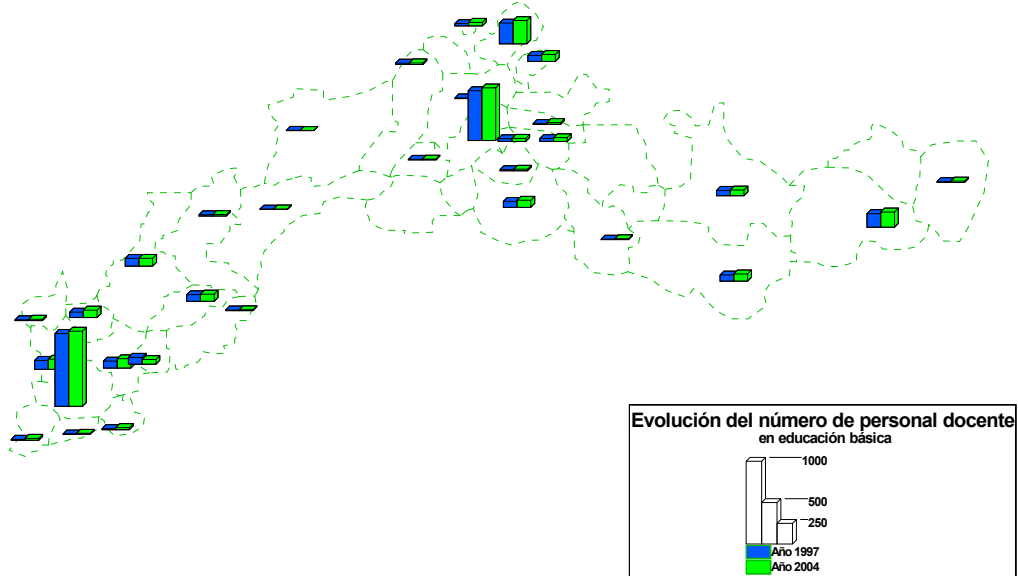 Evolución del número de personal docente
en educación básica
1000
500
250
Año 1997
Año 2004